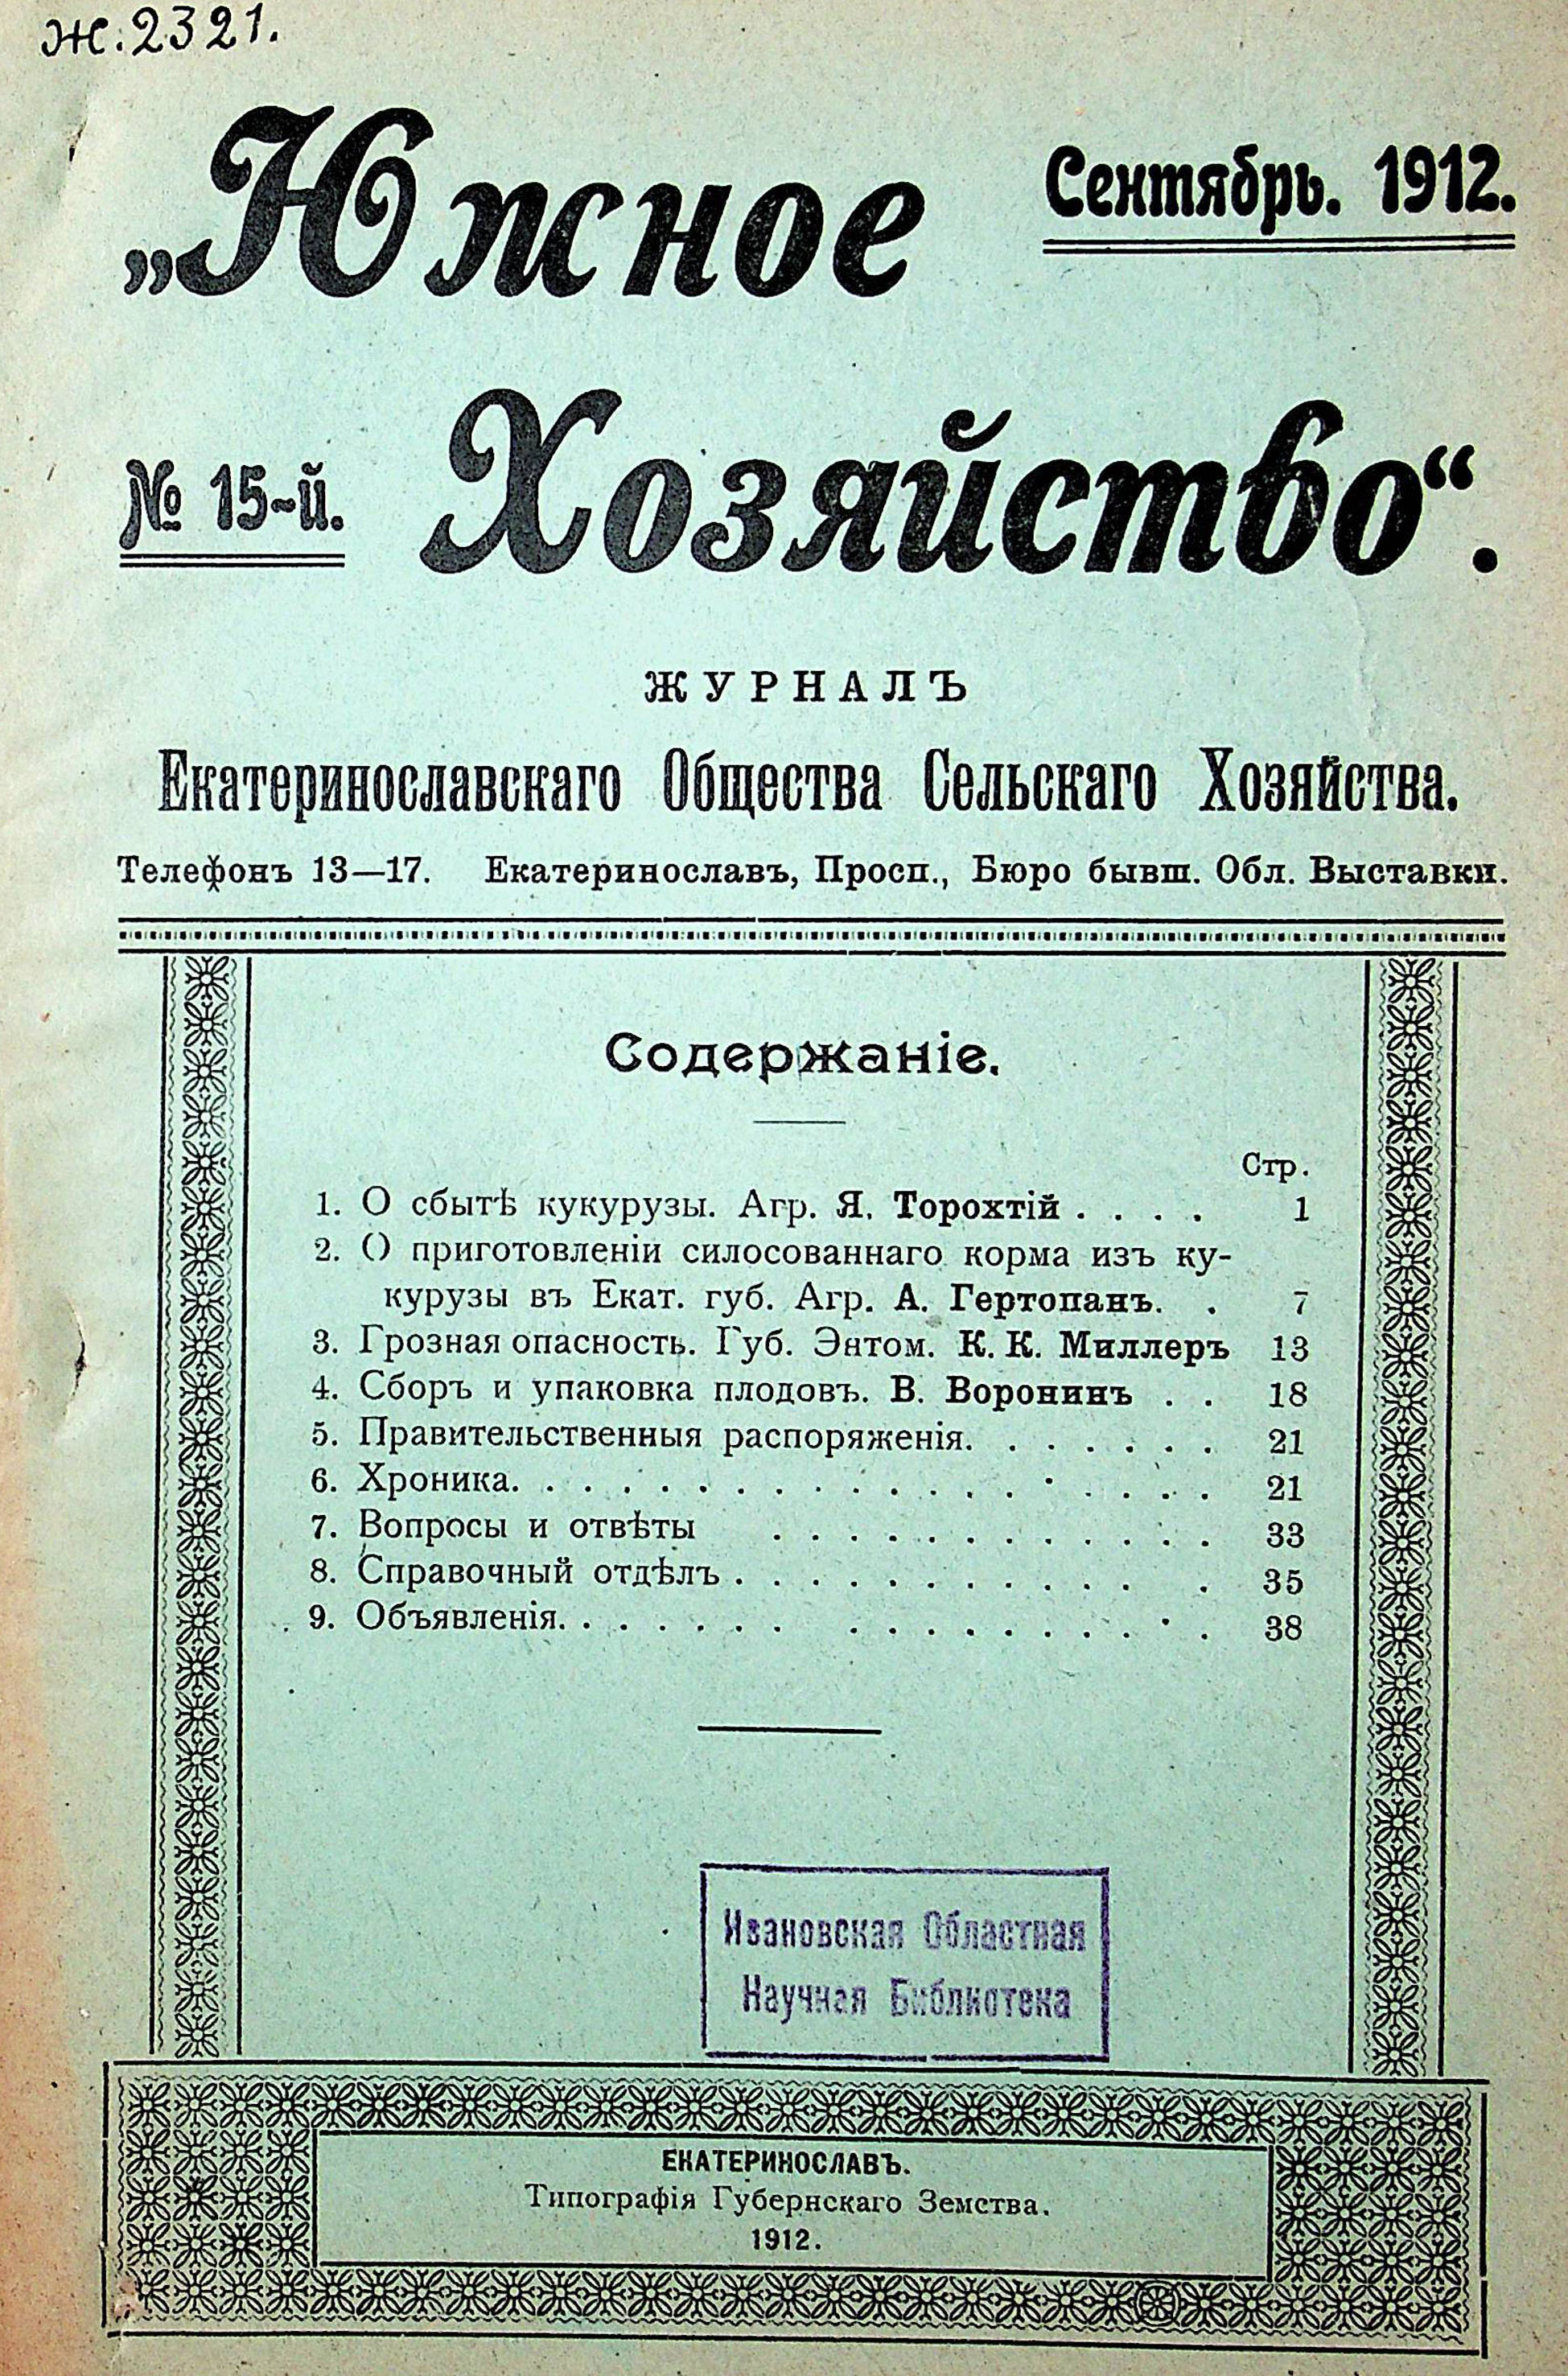 Ж.2321.
„Южное
Сентябрь. 1912.
№ 15-й.
Хозяйство“.
ЖУРНАЛЪ
Екатеринославскаго Общества Сельскаго Хозяйства.
Телефонъ 13—17. Екатеринославъ, Просп., Бюро бывш. Обл. Выставки.
Содержаніе.
Стр.
1. О сбытѣ кукурузы. Агр. Я. Торохтій . . . . 1
2. О приготовленіи силосованнаго корма изъ ку-
курузы въ Екат. губ. Агр. А. Гертопанъ. . 7
3. Грозная опасность. Губ. Энтом. К. К. Миллеръ 13
4. Сборъ и упаковка плодовъ. В. Воронинъ . . 18
5. Правительственныя распоряженія. . . . . . . 21
6. Хроника. . . . . . . . . . . . . . . . . . . 21
7. Вопросы и отвѣты . . . . . . . . . . . . 33
8. Справочный отдѣлъ . . . . . . . . . . . . 35
9. Объявленія. . . . . . . . . . . . . . . . . 38
Ивановская Областная
Научная Библиотека
ЕКАТЕРИНОСЛАВЪ.
Типографія Губернскаго Земства.
1912.